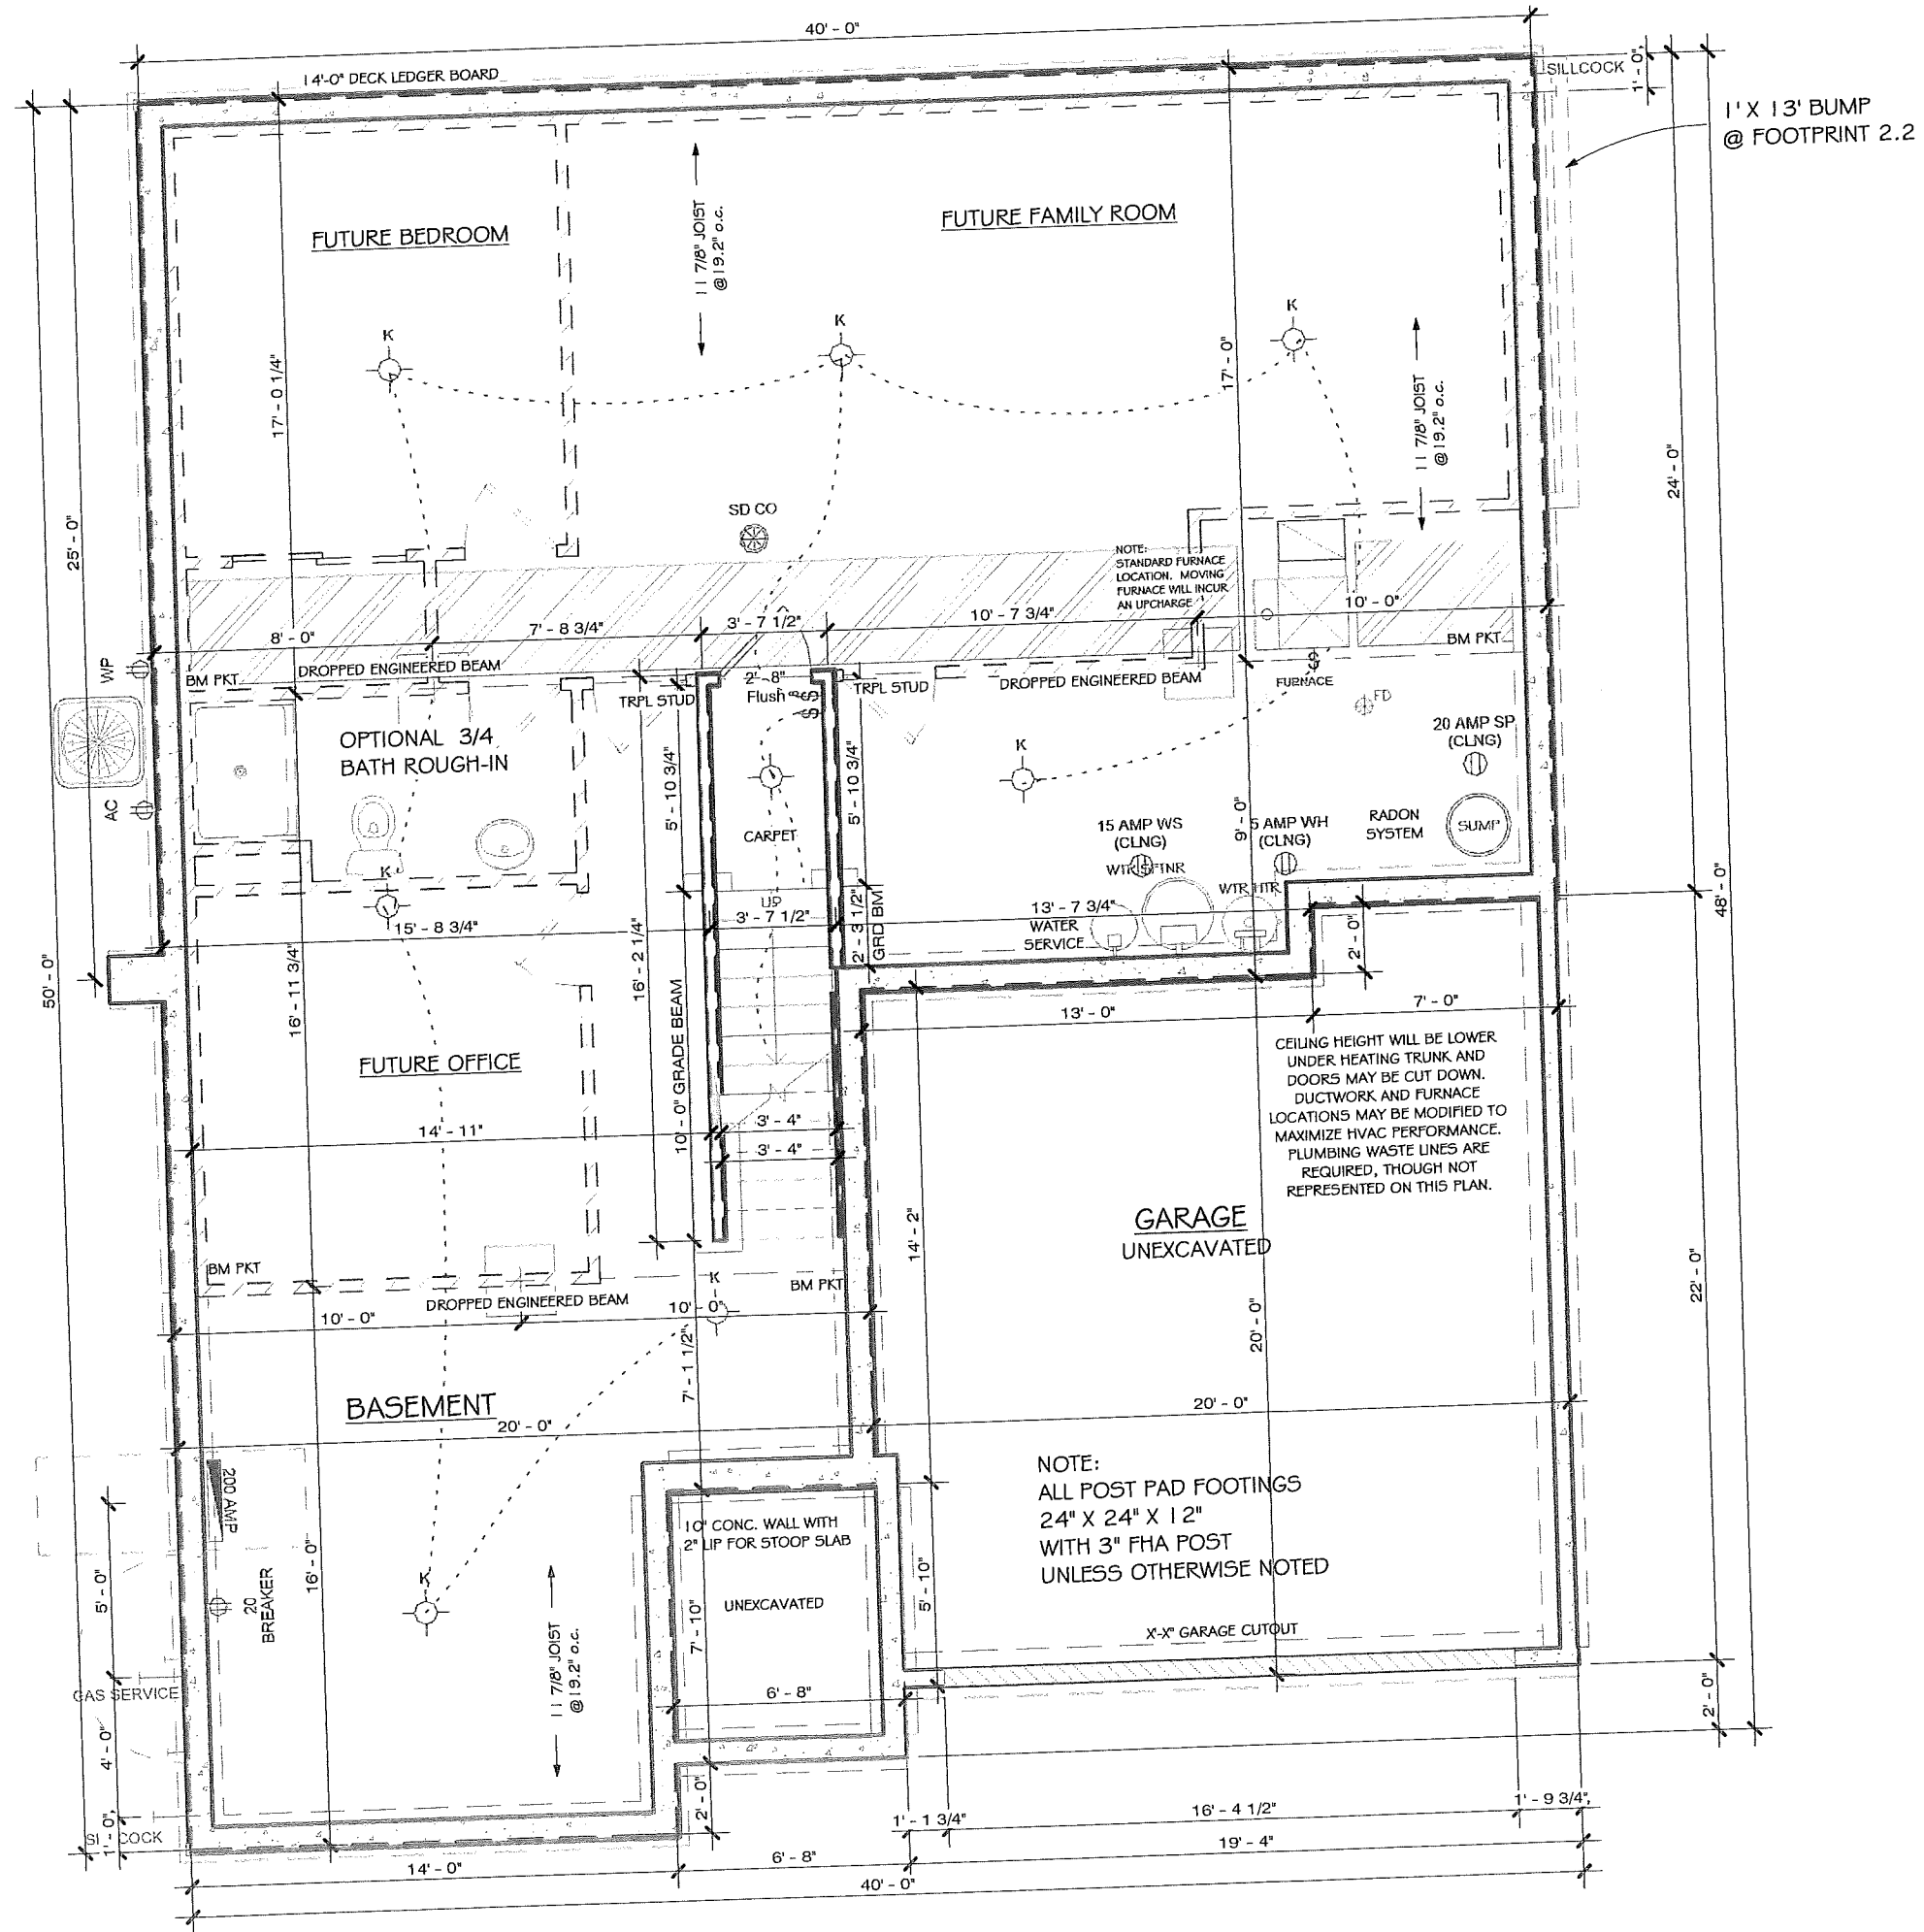 40' - 0"
14'-0" DECK LEDGER BOARD
SILLCOCK
1' - 0"
1' X 13' BUMP
@ FOOTPRINT 2.2
FUTURE BEDROOM
FUTURE FAMILY ROOM
11 7/8" JOIST
@19.2" o.c.
K
K
K
17' - 0 1/4"
17' - 0"
11 7/8" JOIST
@19.2" o.c.
24' - 0"
25' - 0"
SD CO
NOTE:
STANDARD FURNACE
LOCATION. MOVING
FURNACE WILL INCUR
AN UPCHARGE
8' - 0"
7' - 8 3/4"
3' - 7 1/2"
10' - 7 3/4"
10' - 0"
WP
BM PKT
DROPPED ENGINEERED BEAM
TRPL STUD
2' - 8"
Flush
TRPL STUD
DROPPED ENGINEERED BEAM
FURNACE
BM PKT
FD
OPTIONAL 3/4
BATH ROUGH-IN
20 AMP SP
(CLNG)
K
AC
5' - 10 3/4"
5' - 10 3/4"
CARPET
15 AMP WS
(CLNG)
9' - 0"
5 AMP WH
(CLNG)
RADON
SYSTEM
SUMP
WTR SFTNR
WTR HTR
K
UP
15' - 8 3/4"
3' - 7 1/2"
2' - 3 1/2"
GRD BM
13' - 7 3/4"
WATER
SERVICE
2' - 0"
48' - 0"
50' - 0"
16' - 11 3/4"
16' - 2 1/4"
10' - 0" GRADE BEAM
13' - 0"
7' - 0"
FUTURE OFFICE
CEILING HEIGHT WILL BE LOWER
UNDER HEATING TRUNK AND
DOORS MAY BE CUT DOWN.
DUCTWORK AND FURNACE
LOCATIONS MAY BE MODIFIED TO
MAXIMIZE HVAC PERFORMANCE.
PLUMBING WASTE LINES ARE
REQUIRED, THOUGH NOT
REPRESENTED ON THIS PLAN.
14' - 11"
3' - 4"
3' - 4"
14' - 2"
GARAGE
UNEXCAVATED
22' - 0"
BM PKT
K
BM PKT
DROPPED ENGINEERED BEAM
10' - 0"
10' - 0"
20' - 0"
7' - 1 1/2"
BASEMENT
20' - 0"
20' - 0"
200 AMP
NOTE:
ALL POST PAD FOOTINGS
24" X 24" X 12"
WITH 3" FHA POST
UNLESS OTHERWISE NOTED
10" CONC. WALL WITH
2" LIP FOR STOOP SLAB
16' - 0"
5' - 0"
20
BREAKER
K
UNEXCAVATED
7' - 10"
5' - 10"
X'-X" GARAGE CUTOUT
11 7/8" JOIST
@19.2" o.c.
GAS SERVICE
6' - 8"
2' - 0"
4' - 0"
2' - 0"
1' - 1 3/4"
16' - 4 1/2"
1' - 9 3/4"
1' - 0"
19' - 4"
14' - 0"
6' - 8"
40' - 0"